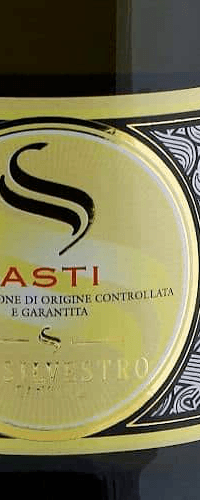 ASTI
ONE DI ORIGINE CONTROLLATA
E GARANTITA
SILVESTRO